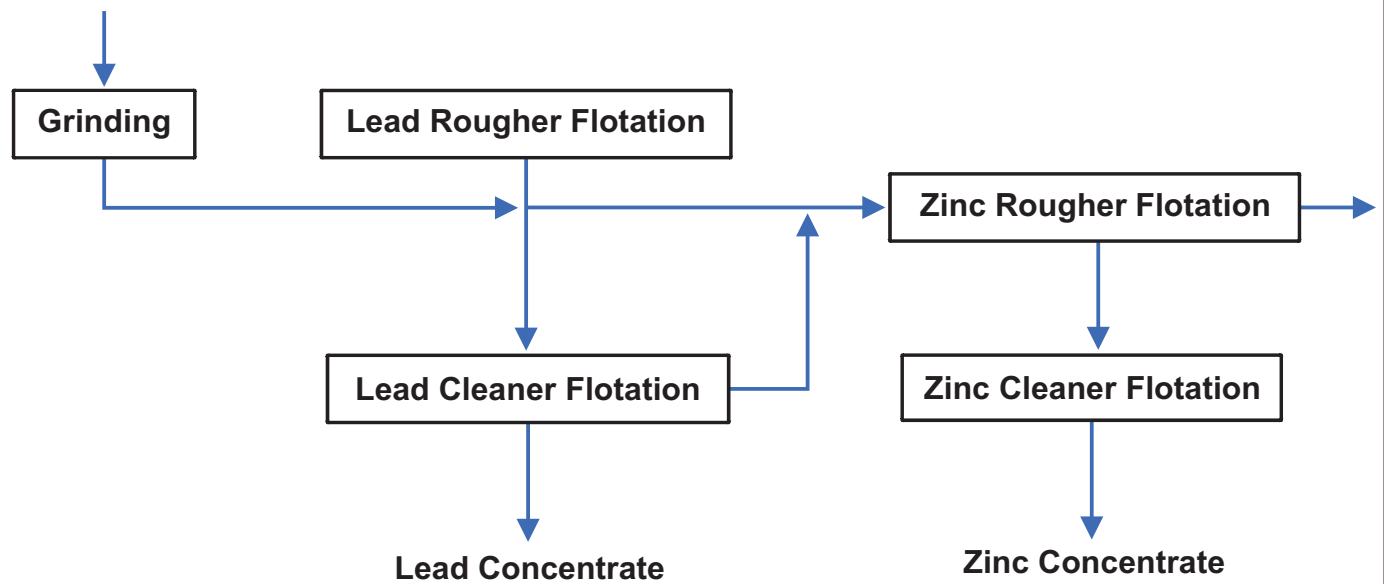 Grinding
Lead Rougher Flotation
Zinc Rougher Flotation
Lead Cleaner Flotation
Zinc Cleaner Flotation
Lead Concentrate
Zinc Concentrate